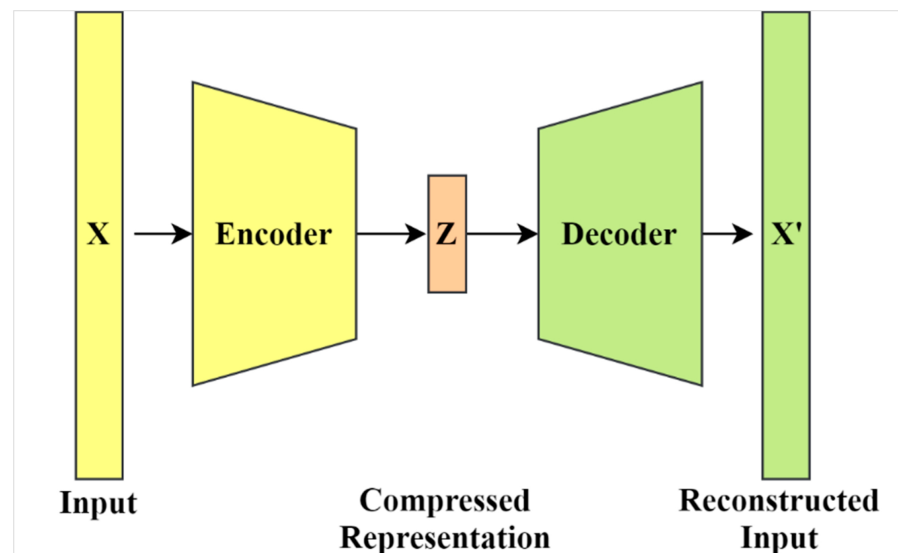 X
Encoder
Z
Decoder
X'
Input
Compressed
Representation
Reconstructed
Input